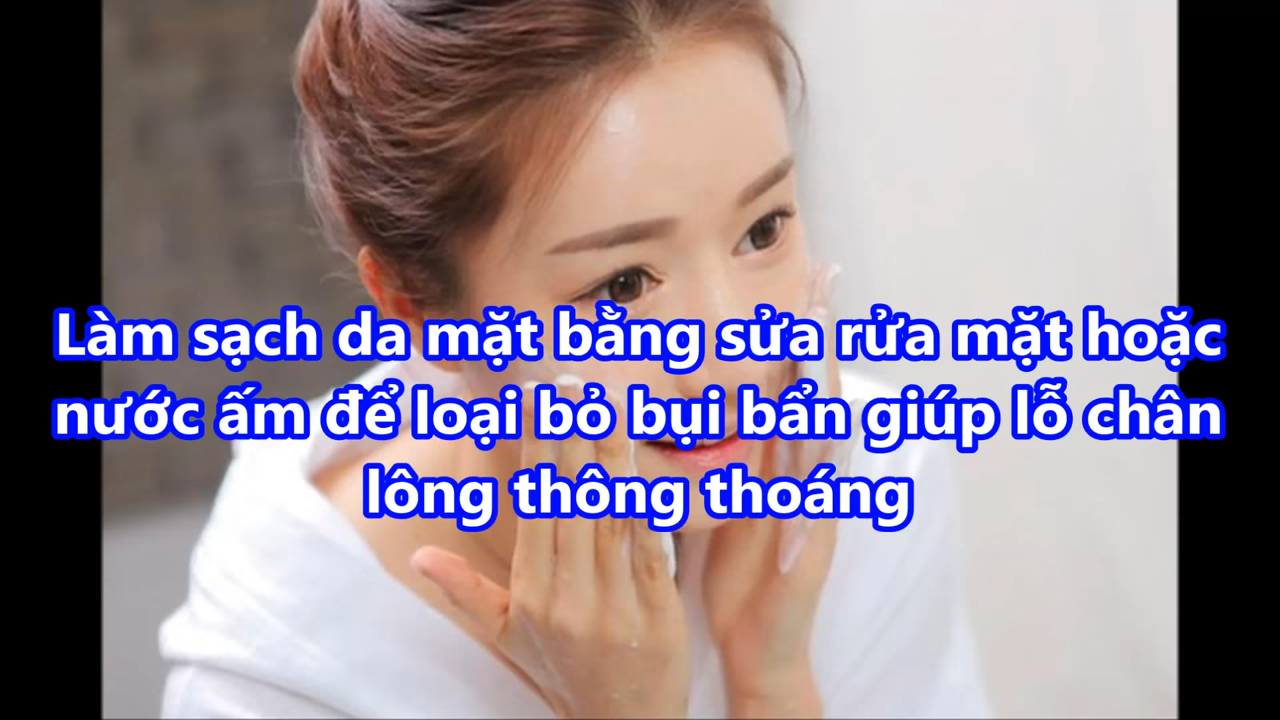 Làm sạch da mặt bằng sửa rửa mặt hoặc
nước ấm để loại bỏ bụi bẩn giúp lỗ chân
lông thông thoáng